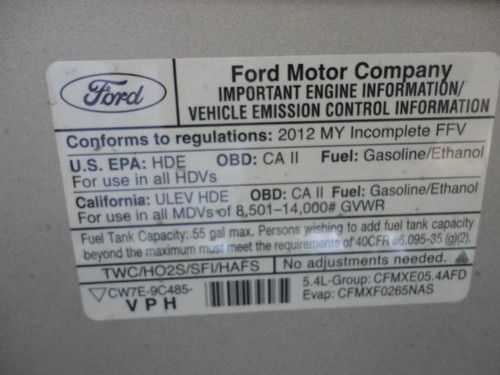 Ford
Ford Motor Company
IMPORTANT ENGINE INFORMATION/
VEHICLE EMISSION CONTROL INFORMATION
Conforms to regulations: 2012 MY Incomplete FFV
U.S. EPA: HDE OBD: CA II Fuel: Gasoline/Ethanol
For use in all HDVs
California: ULEV HDE OBD: CA II Fuel: Gasoline/Ethanol
For use in all MDVs of 8,501-14,000# GVWR
Fuel Tank Capacity: 55 gal max. Persons wishing to add fuel tank capacity
beyond the maximum must meet the requirements of 40CFR 86.095-35 (g)(2).
TWC/HO2S/SFI/HAFS No adjustments needed.
CW7E-9C485-
VPH
5.4L-Group: CFMXE05.4AFD
Evap: CFMXF0265NAS